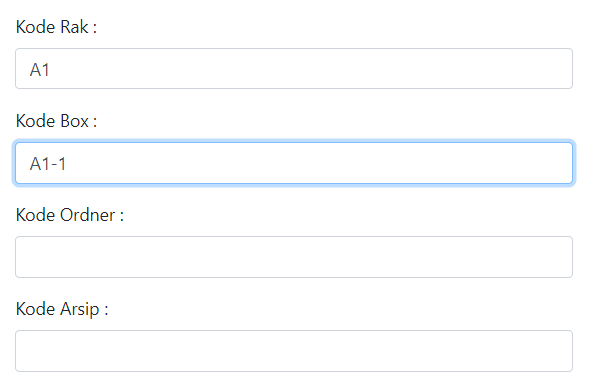 Kode Rak :
A1
Kode Box :
A1-1
Kode Ordner :
Kode Arsip :